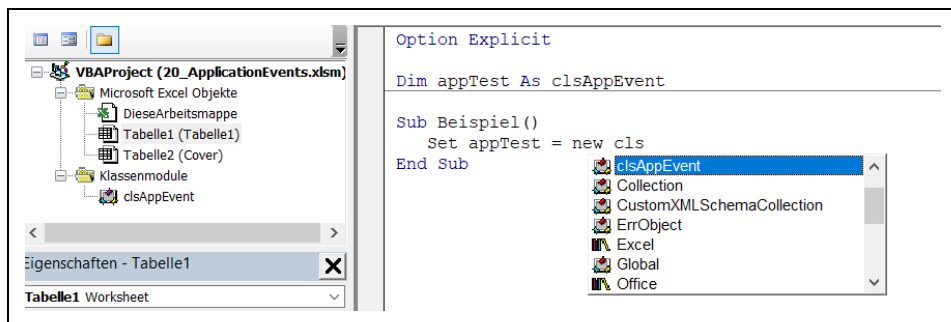 VBAProject (20_ApplicationEvents.xlsm)
Microsoft Excel Objekte
DieseArbeitsmappe
Tabelle1 (Tabelle1)
Tabelle2 (Cover)
Klassenmodule
clsAppEvent
Eigenschaften - Tabelle1
Tabelle1 Worksheet
Option Explicit
Dim appTest As clsAppEvent
Sub Beispiel()
Set appTest = new cls
End Sub
clsAppEvent
Collection
CustomXMLSchemaCollection
ErrObject
Excel
Global
Office